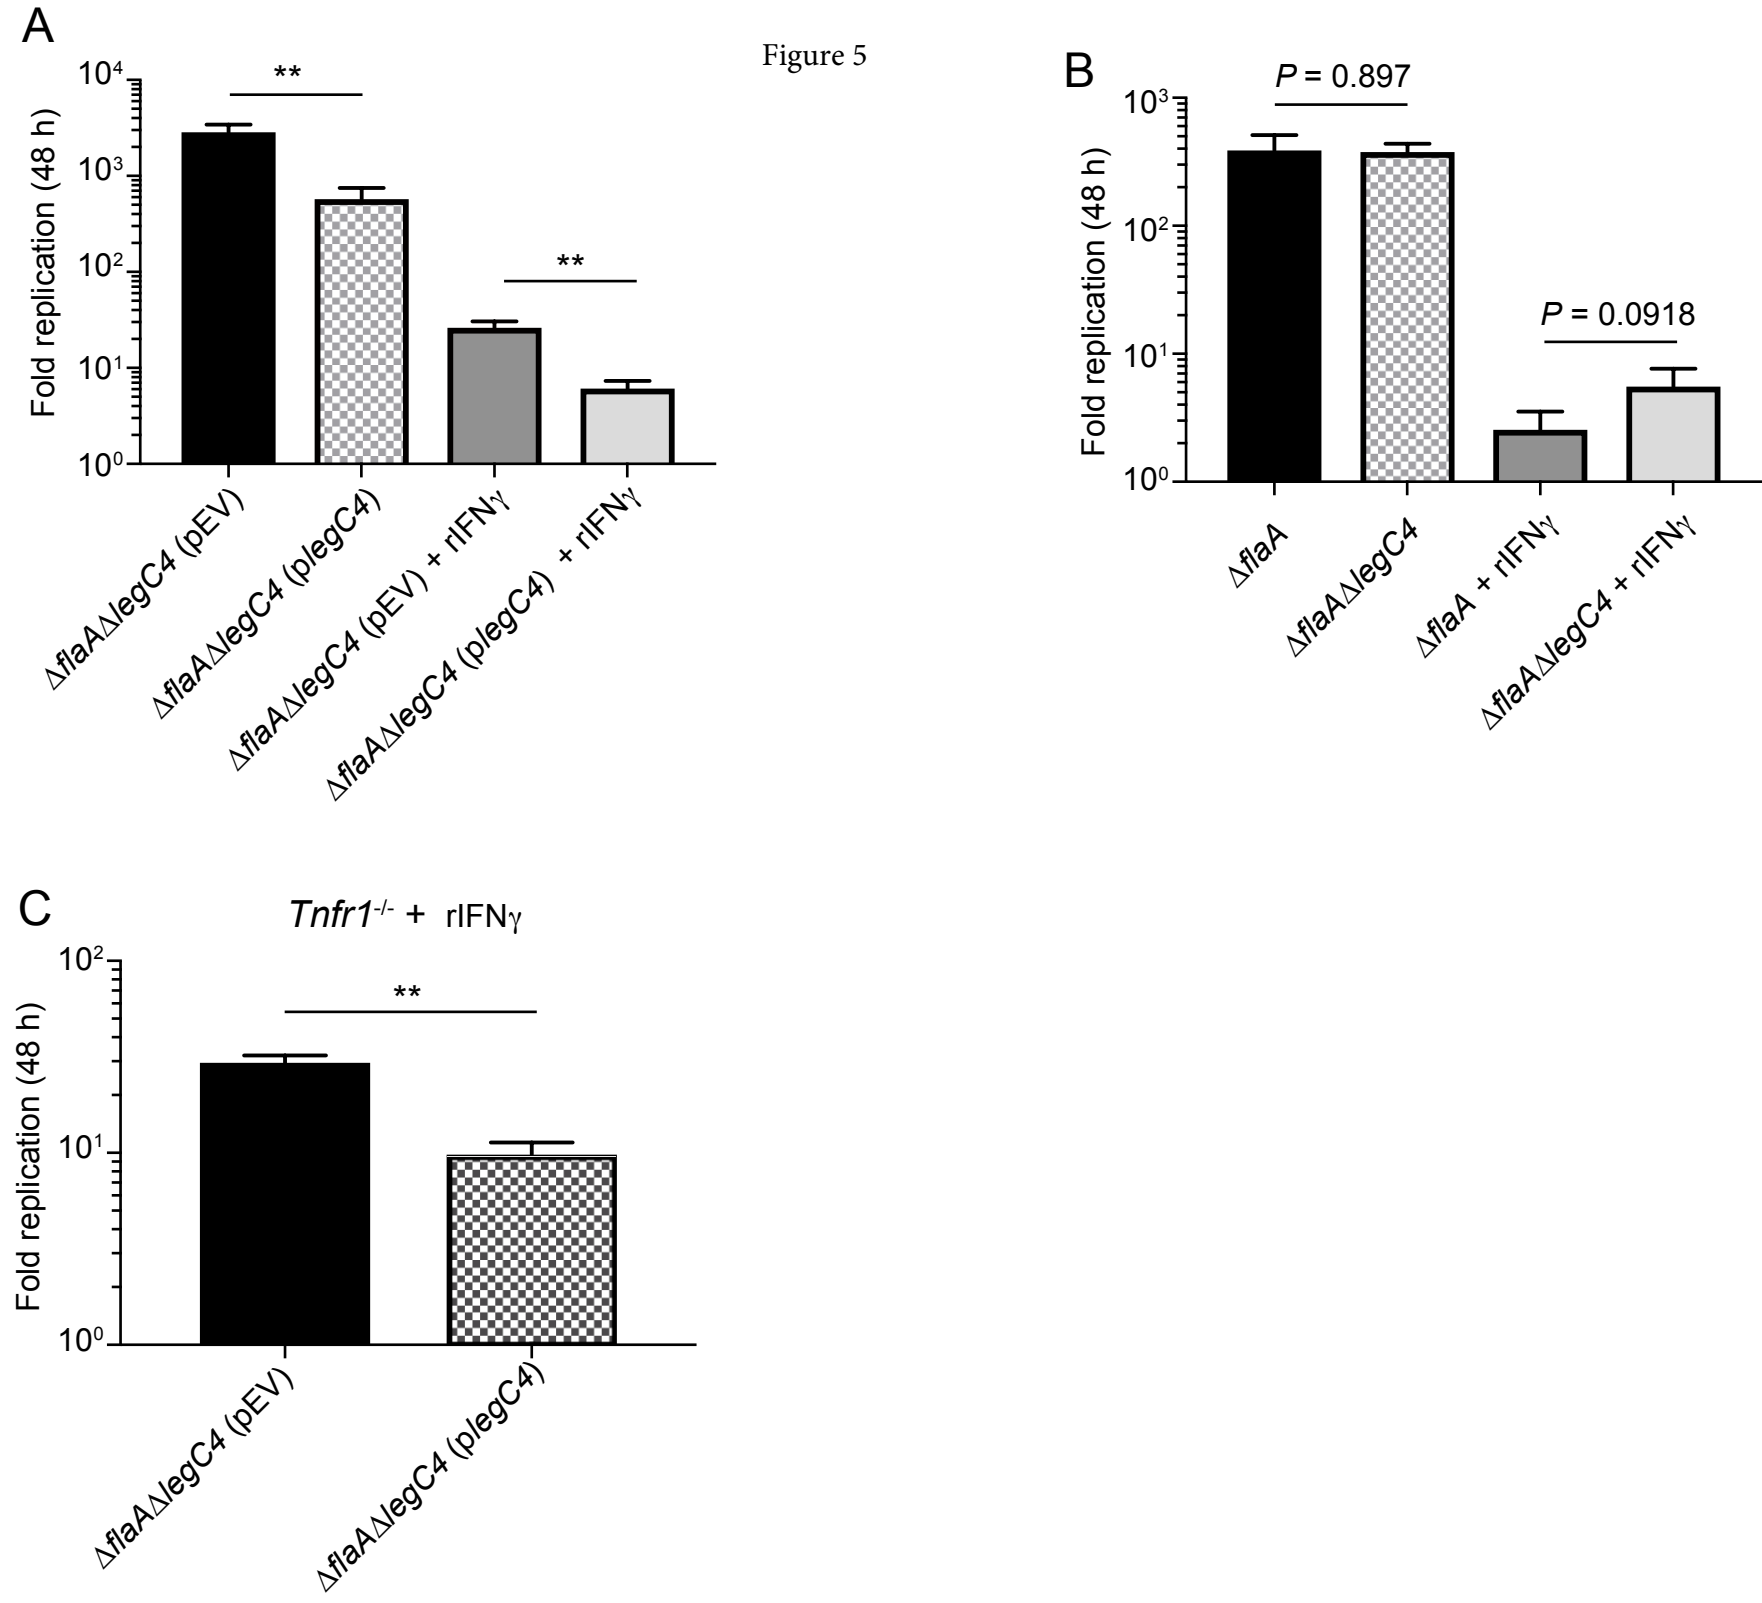 Figure 5
A
**
**
10⁴
10³
10²
10¹
10⁰
Fold replication (48 h)
ΔflaAΔlegC4 (pEV)
ΔflaAΔlegC4 (plegC4)
ΔflaAΔlegC4 (pEV) + rIFNγ
ΔflaAΔlegC4 (plegC4) + rIFNγ
B
P = 0.897
P = 0.0918
10³
10²
10¹
10⁰
Fold replication (48 h)
ΔflaA
ΔflaAΔlegC4
ΔflaA + rIFNγ
ΔflaAΔlegC4 + rIFNγ
C
Tnfr1-/- + rIFNγ
**
10²
10¹
10⁰
Fold replication (48 h)
ΔflaAΔlegC4 (pEV)
ΔflaAΔlegC4 (plegC4)